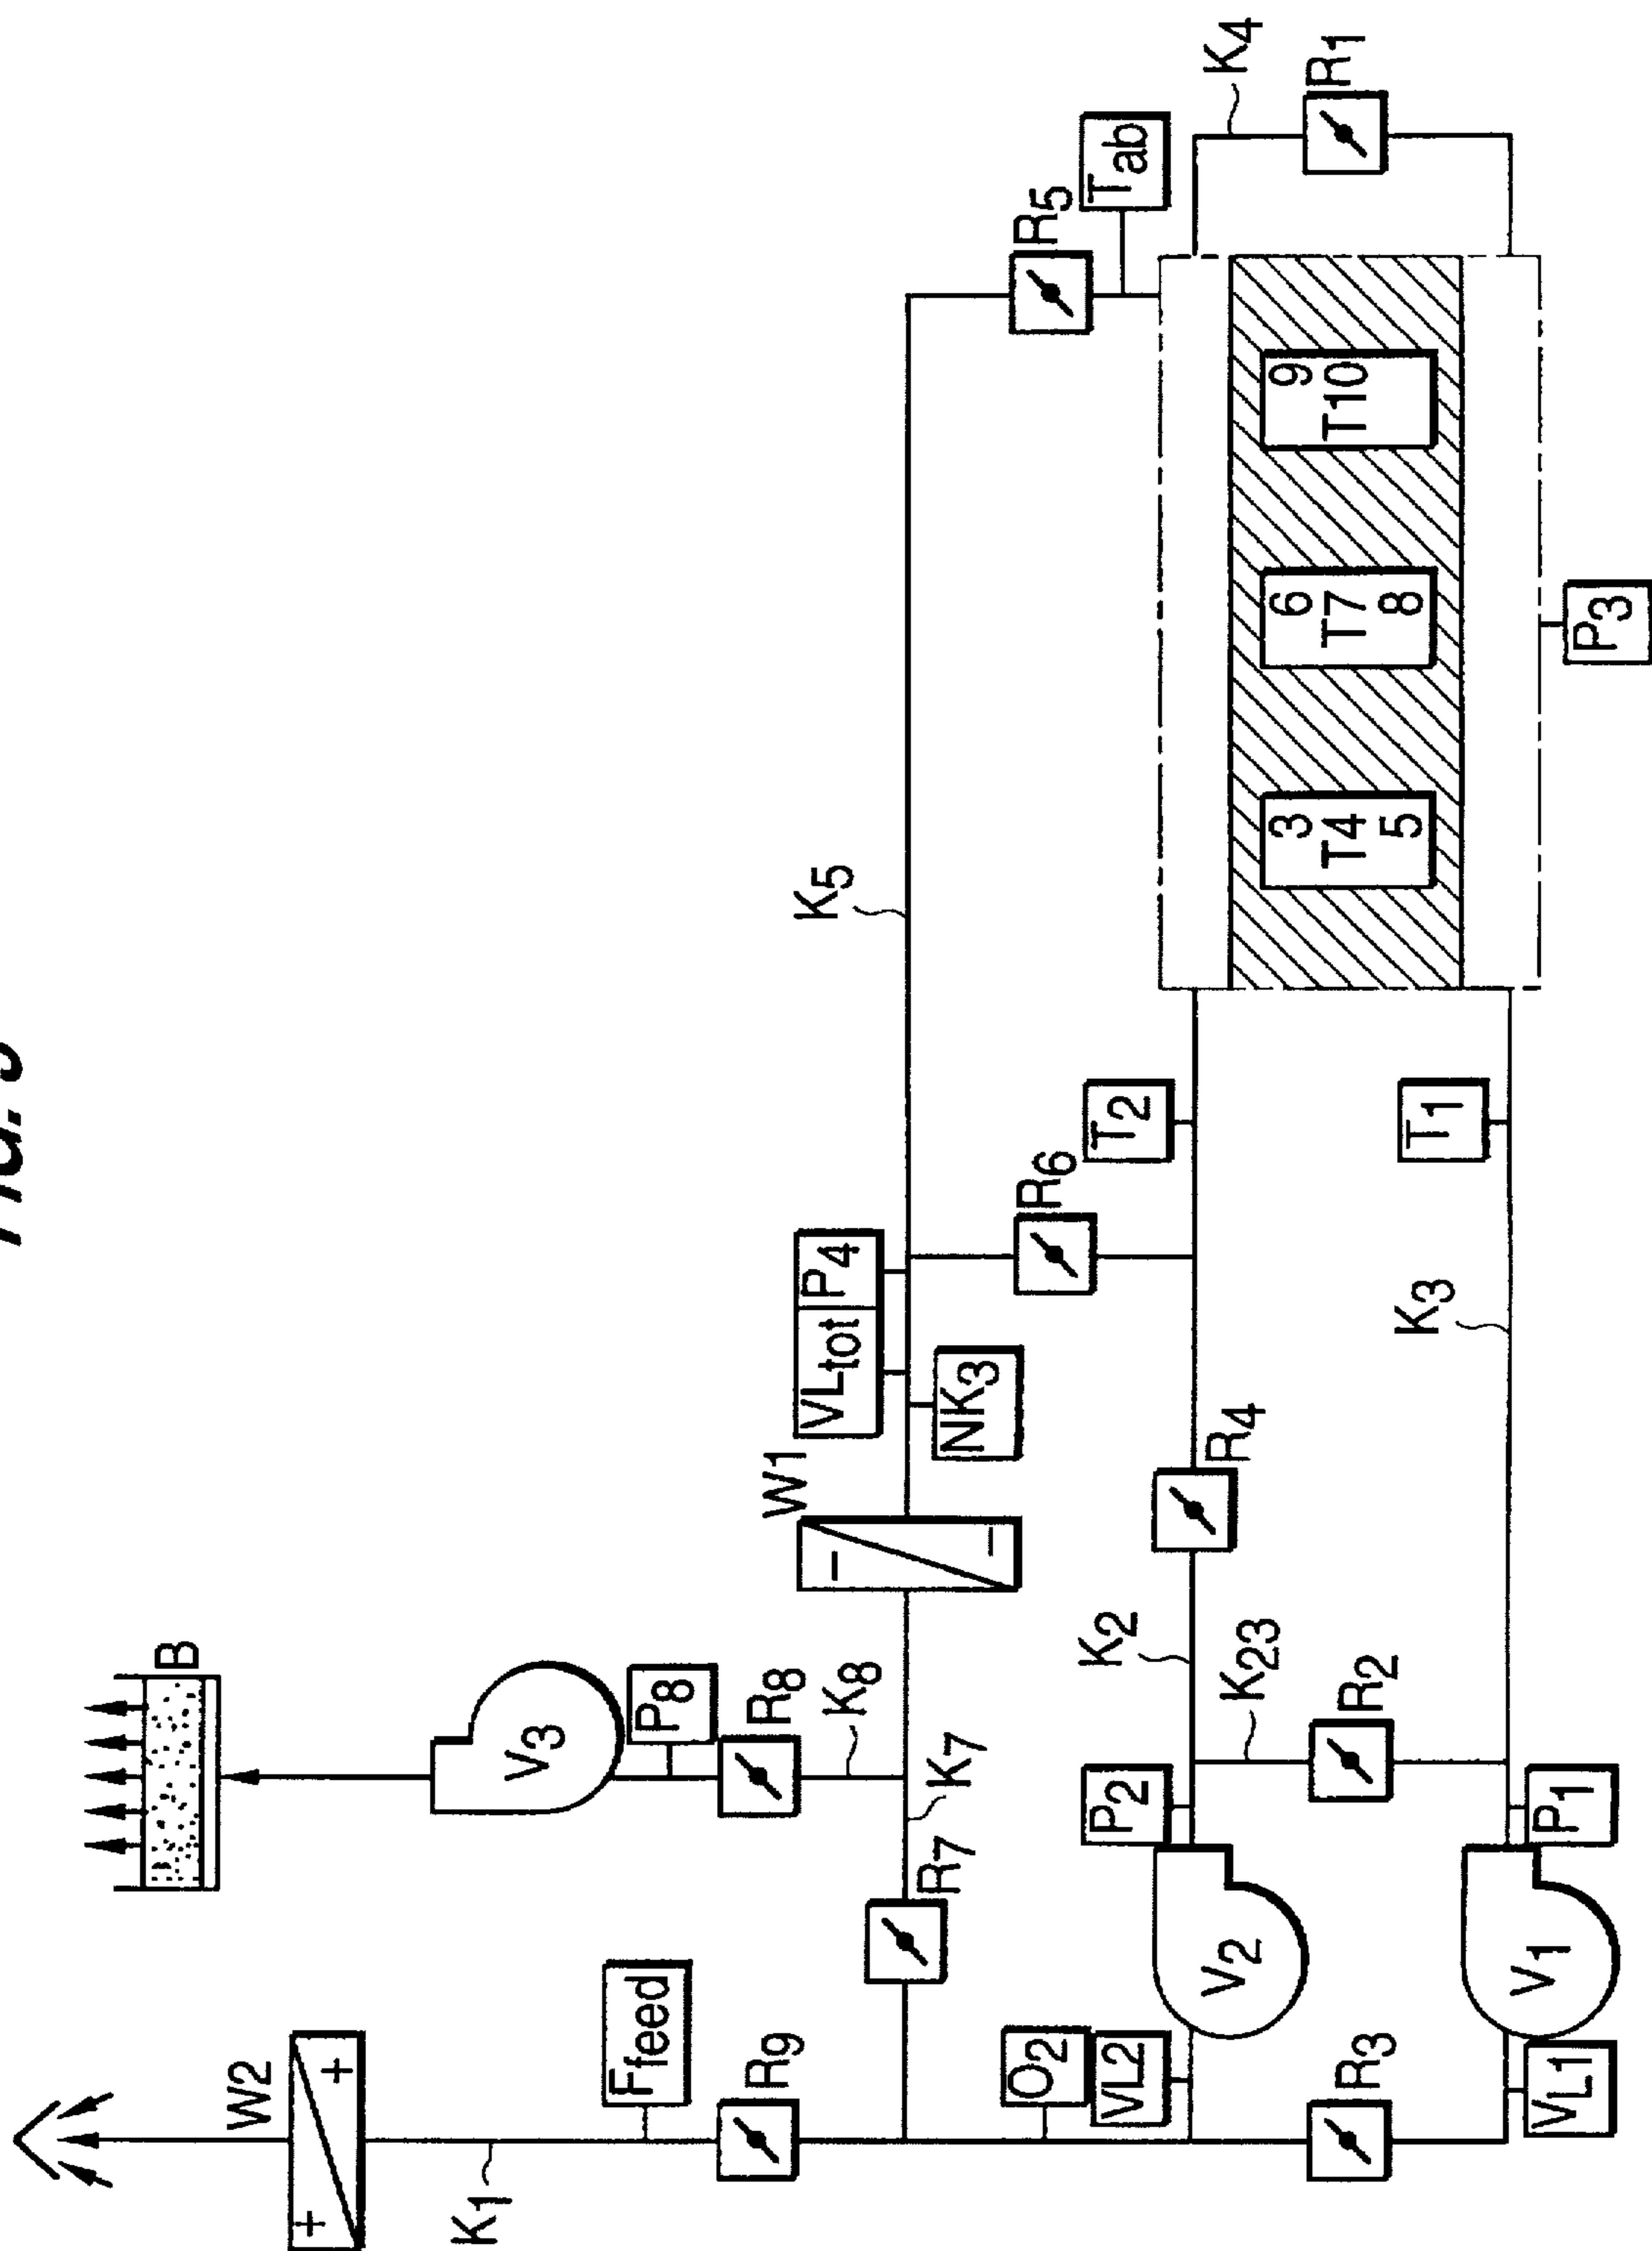 FIG. 3
B
W2
K1
Ffeed
R9
V3
P8
R8
K8
K7
R7
W1
VLtot P4
NK3
K5
R5
Tab
K4
R1
R6
T2
O2
VL2
V2
P2
K2
R4
K23
R2
R3
VL1
V1
P1
K3
T1
3
T4
5
6
T7
8
9
T10
P3
+
+
–
–